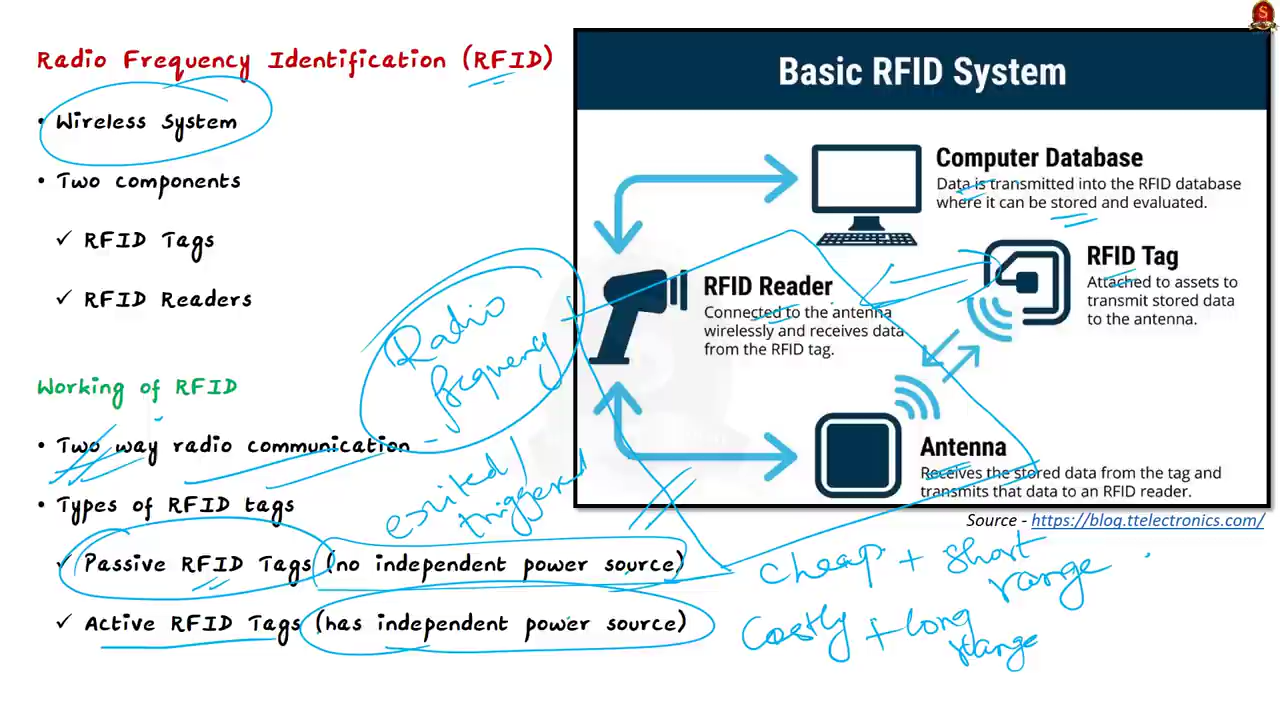 Radio Frequency Identification (RFID)
• Wireless System
• Two components
✓ RFID Tags
✓ RFID Readers
Working of RFID
• Two way radio communication
• Types of RFID tags
✓ Passive RFID Tags (no independent power source)
✓ Active RFID Tags (has independent power source)
Radio
frequency
exited/
triggered
cheap + short
range
Costly + long
range
Basic RFID System
Computer Database
Data is transmitted into the RFID database
where it can be stored and evaluated.
RFID Tag
Attached to assets to
transmit stored data
to the antenna.
RFID Reader
Connected to the antenna
wirelessly and receives data
from the RFID tag.
Antenna
Receives the stored data from the tag and
transmits that data to an RFID reader.
Source - https://blog.ttelectronics.com/